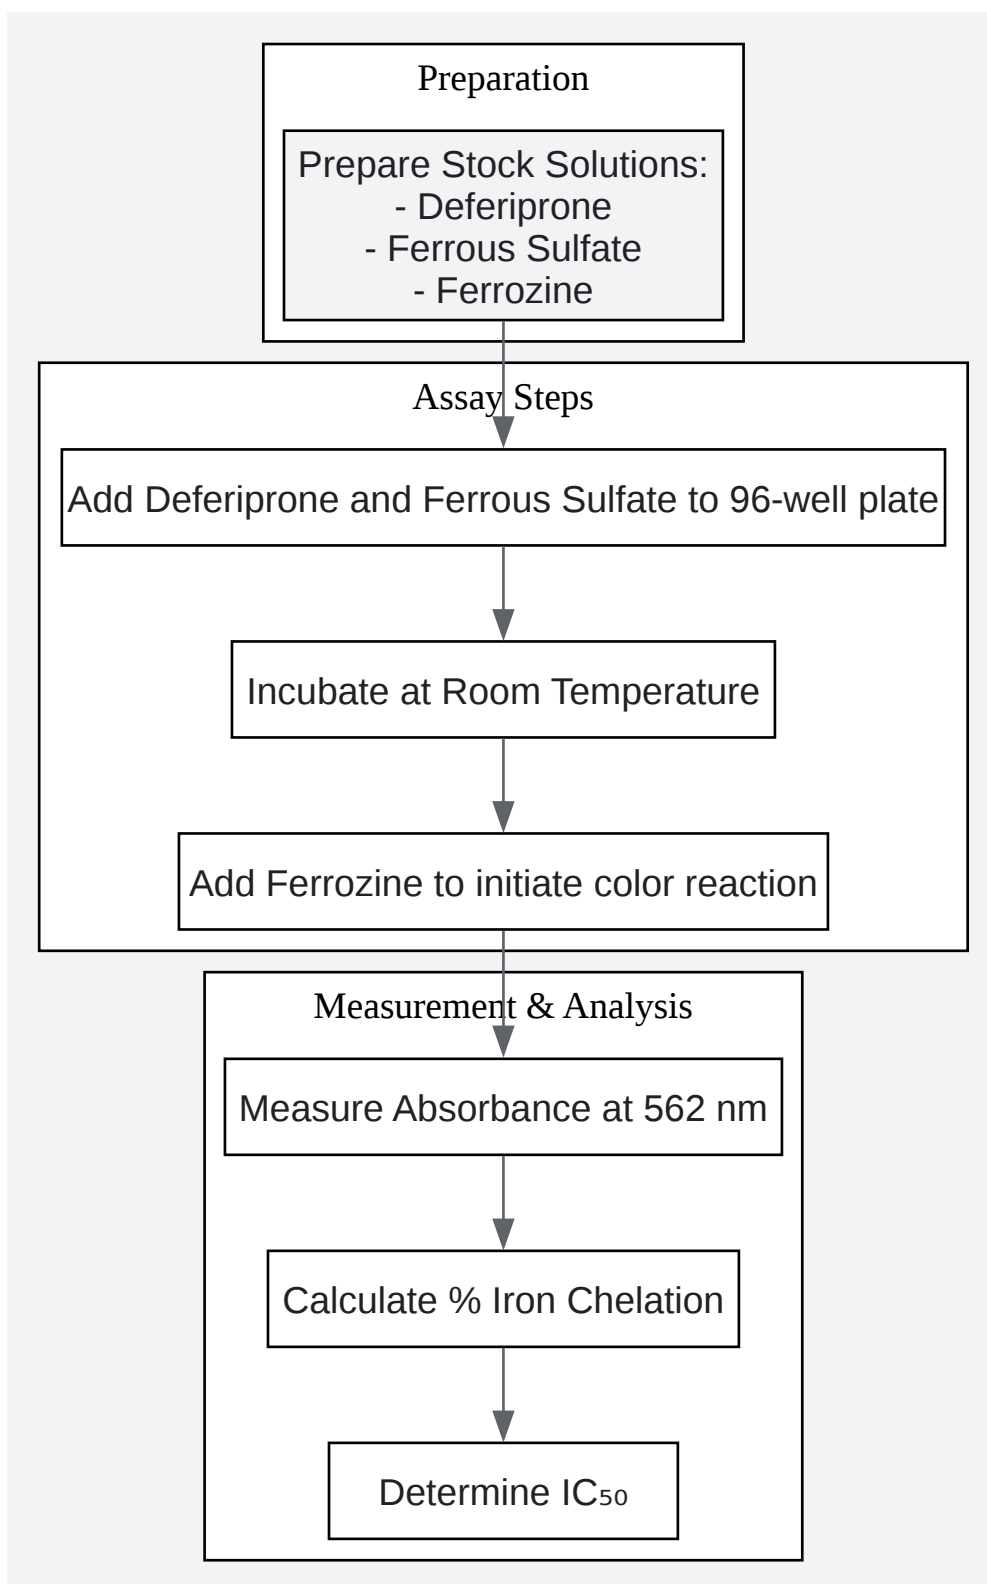 Preparation
Prepare Stock Solutions:
- Deferiprone
- Ferrous Sulfate
- Ferrozine
Assay Steps
Add Deferiprone and Ferrous Sulfate to 96-well plate
Incubate at Room Temperature
Add Ferrozine to initiate color reaction
Measurement & Analysis
Measure Absorbance at 562 nm
Calculate % Iron Chelation
Determine IC₅₀